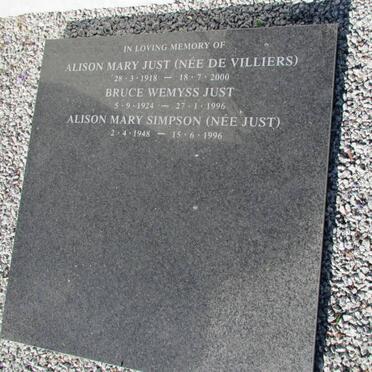 IN LOVING MEMORY OF
ALISON MARY JUST (NÉE DE VILLIERS)
28 · 3 · 1918 — 18 · 7 · 2000
BRUCE WEMYSS JUST
5 · 9 · 1924 — 27 · 1 · 1996
ALISON MARY SIMPSON (NÉE JUST)
2 · 4 · 1948 — 15 · 6 · 1996